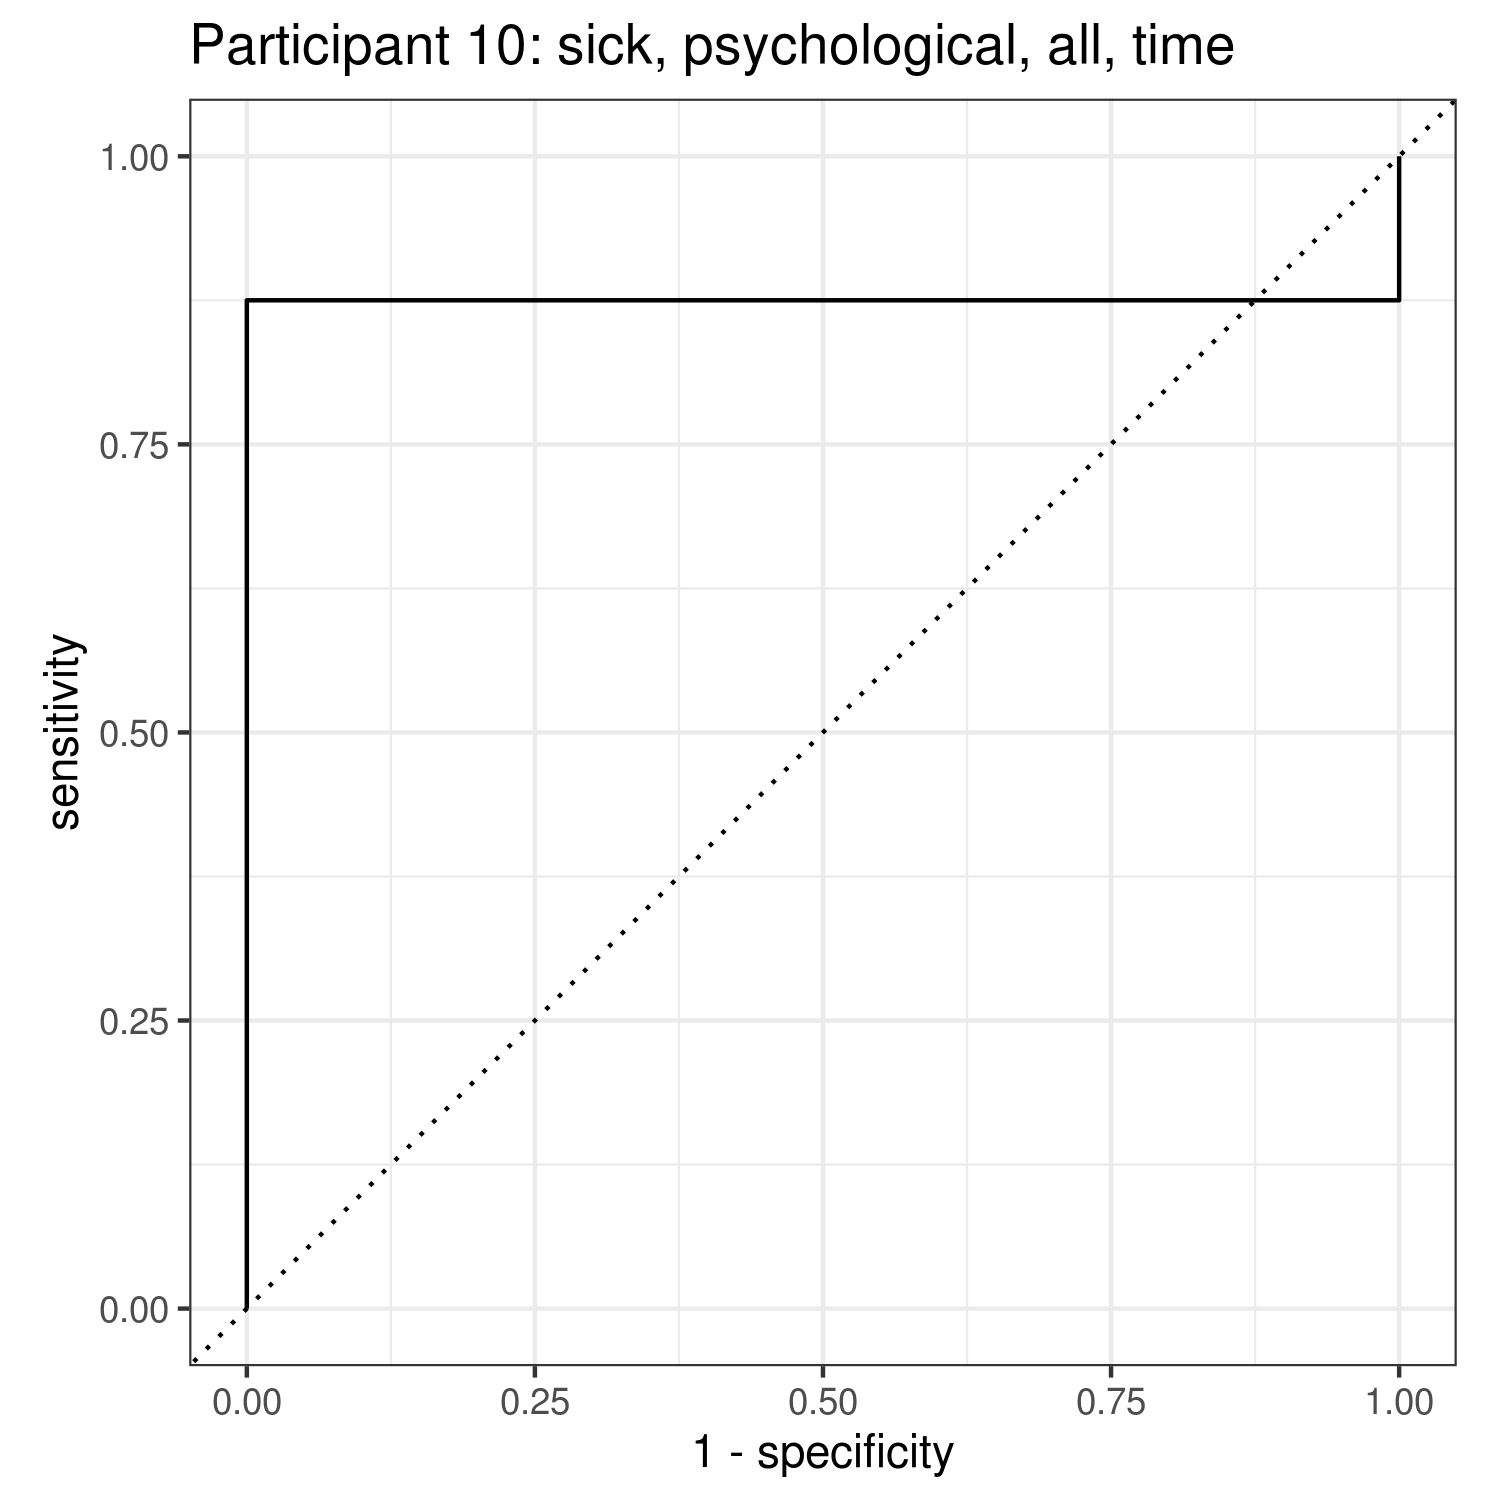 Participant 10: sick, psychological, all, time
1.00
0.75
0.50
0.25
0.00
sensitivity
0.00 0.25 0.50 0.75 1.00
1 - specificity